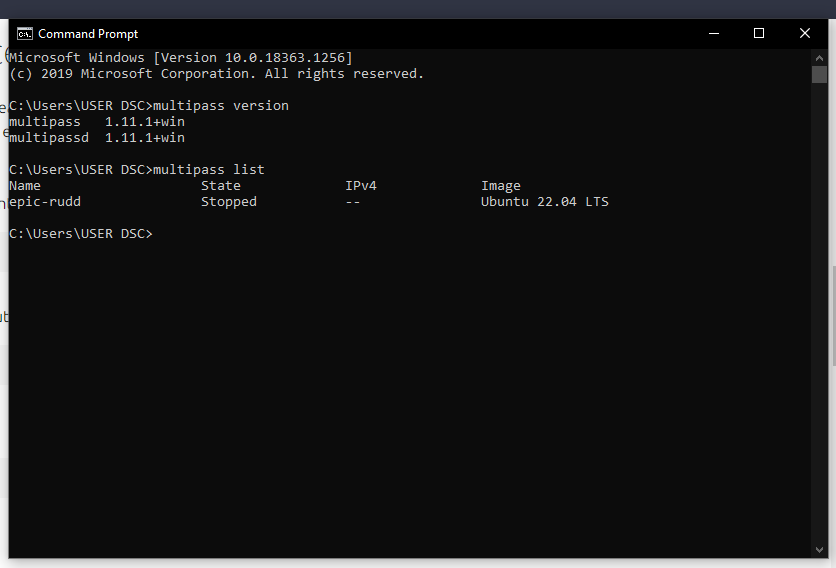 Command Prompt
Microsoft Windows [Version 10.0.18363.1256]
(c) 2019 Microsoft Corporation. All rights reserved.
C:\Users\USER DSC>multipass version
multipass 1.11.1+win
multipassd 1.11.1+win
C:\Users\USER DSC>multipass list
Name State IPv4 Image
epic-rudd Stopped -- Ubuntu 22.04 LTS
C:\Users\USER DSC>